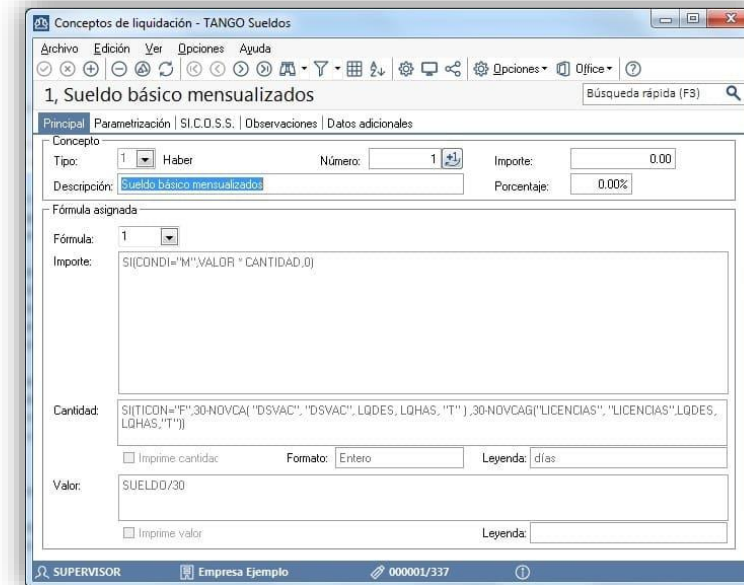 Conceptos de liquidación - TANGO Sueldos
Archivo Edición Ver Opciones Ayuda
Opciones Office
1, Sueldo básico mensualizados
Búsqueda rápida (F3)
Principal Parametrización S.I.C.O.S.S. Observaciones Datos adicionales
Concepto
Tipo: 1 Haber Número: 1 +1 Importe: 0.00
Descripción: Sueldo básico mensualizados Porcentaje: 0.00%
Fórmula asignada
Fórmula: 1
Importe: SI(CONDI="M",VALOR * CANTIDAD,0)
Cantidad: SI(TICON="F",30-NOVCA( "DSVAC", "DSVAC", LQDES, LQHAS, "T" ) ,30-NOVCAG("LICENCIAS", "LICENCIAS",LQDES,
LQHAS,"T"))
Imprime cantidac Formato: Entero Leyenda: días
Valor: SUELDO/30
Imprime valor Leyenda:
SUPERVISOR Empresa Ejemplo 000001/337